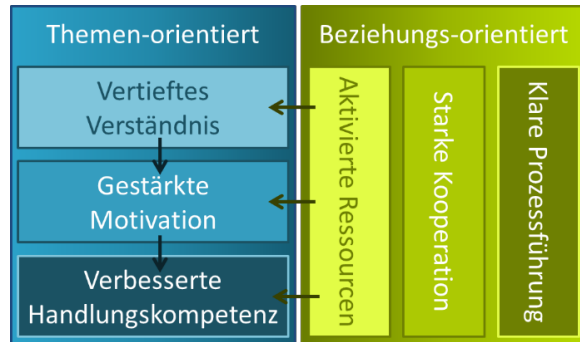 Themen-orientiert
Vertieftes
Verständnis
Gestärkte
Motivation
Verbesserte
Handlungskompetenz
Beziehungs-orientiert
Aktivierte Ressourcen
Starke Kooperation
Klare Prozessführung